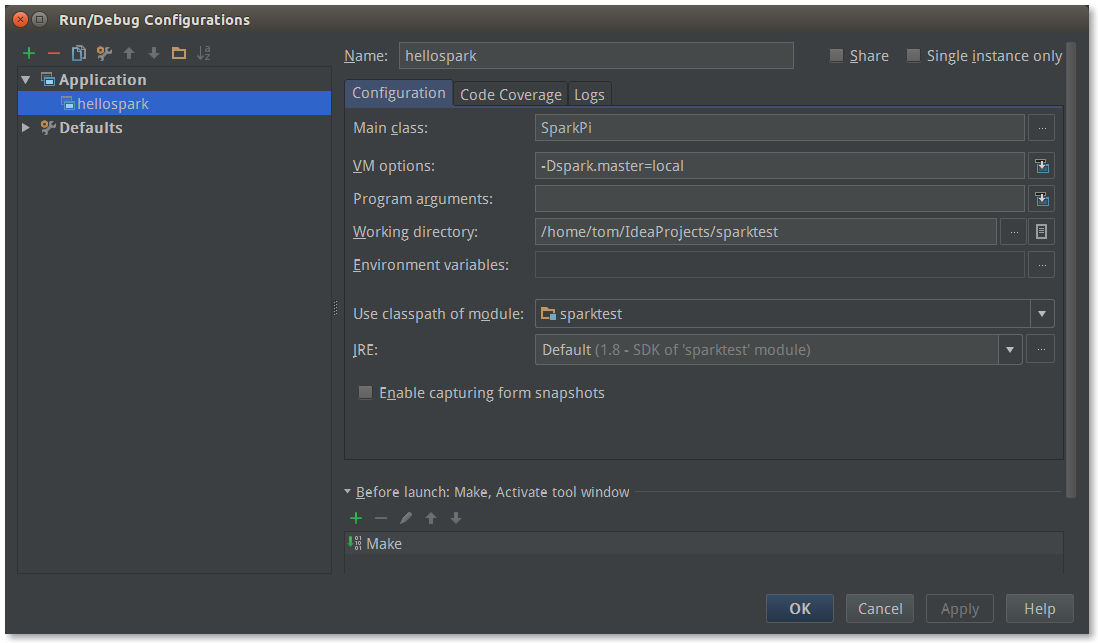 Run/Debug Configurations
Name: hellospark Share Single instance only
Application
hellospark
Defaults
Configuration Code Coverage Logs
Main class: SparkPi ...
VM options: -Dspark.master=local
Program arguments:
Working directory: /home/tom/IdeaProjects/sparktest ...
Environment variables: ...
Use classpath of module: sparktest
JRE: Default (1.8 - SDK of 'sparktest' module) ...
Enable capturing form snapshots
Before launch: Make, Activate tool window
Make
OK Cancel Apply Help